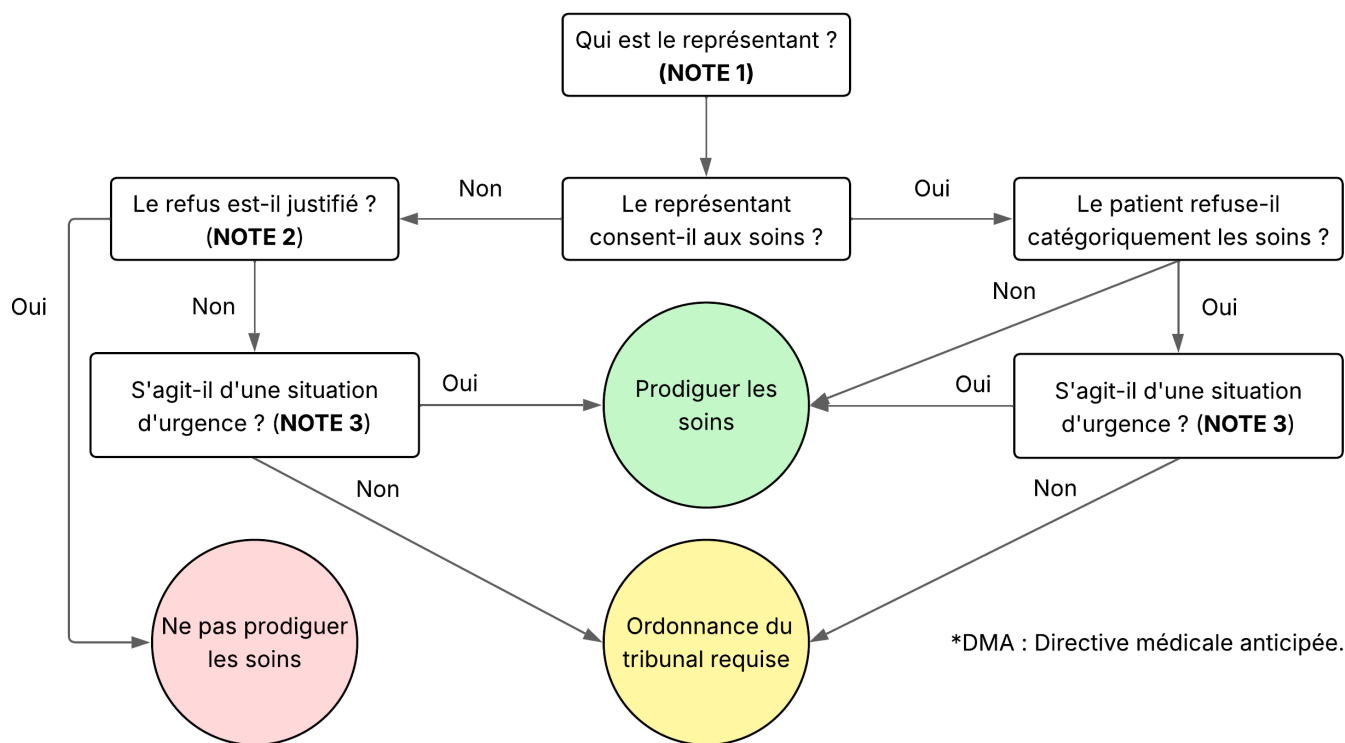 Qui est le représentant ?
(NOTE 1)
Non
Oui
Le refus est-il justifié ?
(NOTE 2)
Le représentant
consent-il aux soins ?
Le patient refuse-il
catégoriquement les soins ?
Oui
Non
Non
Oui
S'agit-il d'une situation
d'urgence ? (NOTE 3)
Oui
Prodiguer les
soins
Oui
S'agit-il d'une situation
d'urgence ? (NOTE 3)
Non
Non
Ne pas prodiguer
les soins
Ordonnance du
tribunal requise
*DMA : Directive médicale anticipée.